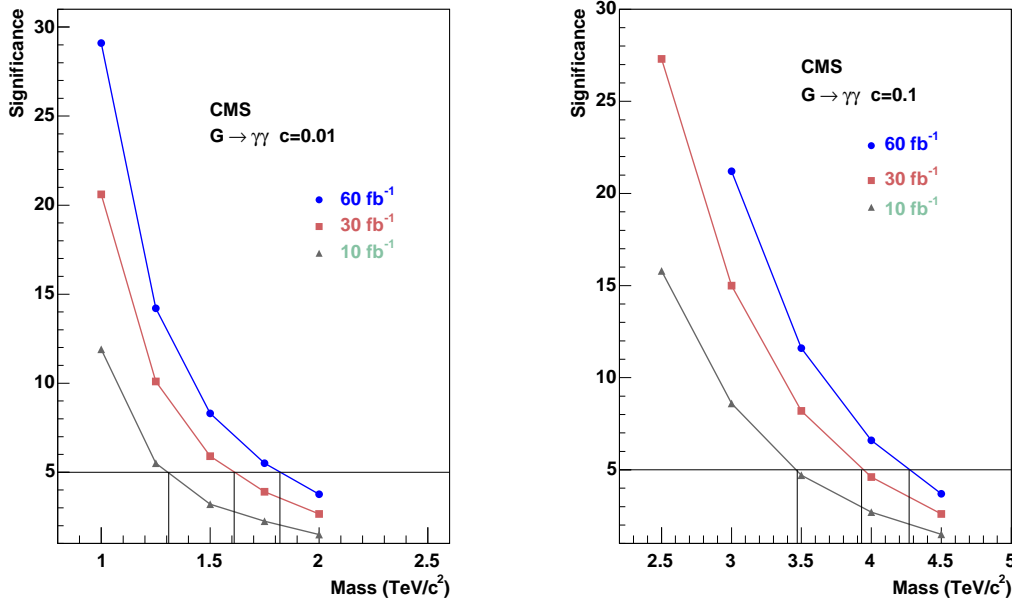 Significance
30
25
20
15
10
5
CMS
G → γγ c=0.01
60 fb⁻¹
30 fb⁻¹
10 fb⁻¹
1 1.5 2 2.5
Mass (TeV/c²)
Significance
30
25
20
15
10
5
CMS
G → γγ c=0.1
60 fb⁻¹
30 fb⁻¹
10 fb⁻¹
2.5 3 3.5 4 4.5 5
Mass (TeV/c²)